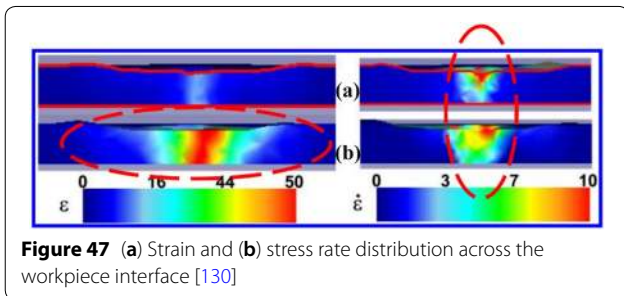 (a)
(b)
0 16 44 50
ε
0 3 7 10
ε̇
Figure 47 (a) Strain and (b) stress rate distribution across the
workpiece interface [130]